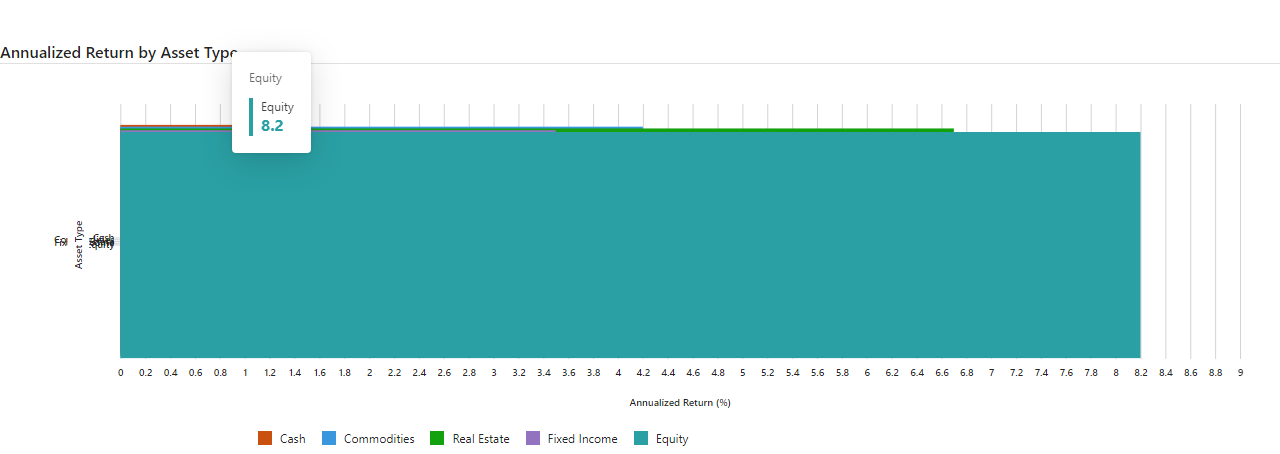 Annualized Return by Asset Type
Equity
Equity
8.2
Asset Type
Cash
Equity
0 0.2 0.4 0.6 0.8 1 1.2 1.4 1.6 1.8 2 2.2 2.4 2.6 2.8 3 3.2 3.4 3.6 3.8 4 4.2 4.4 4.6 4.8 5 5.2 5.4 5.6 5.8 6 6.2 6.4 6.6 6.8 7 7.2 7.4 7.6 7.8 8 8.2 8.4 8.6 8.8 9
Annualized Return (%)
Cash Commodities Real Estate Fixed Income Equity